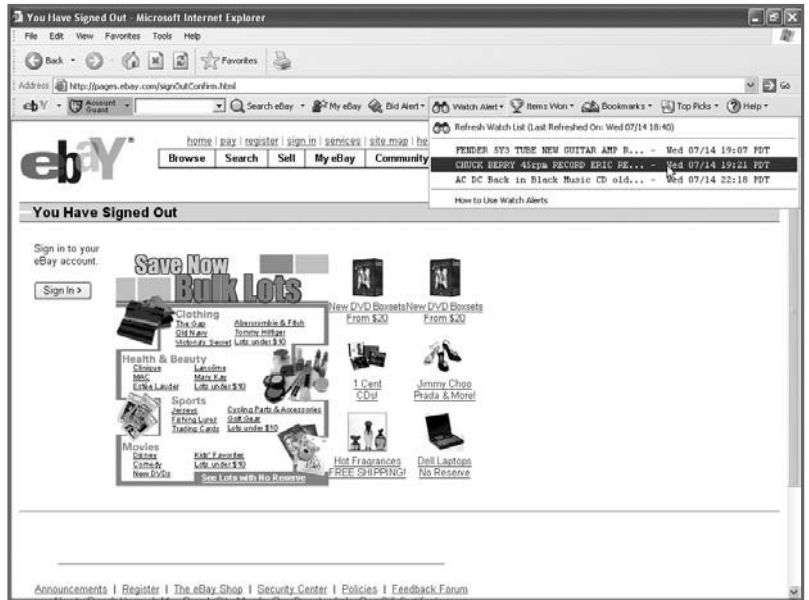 You Have Signed Out - Microsoft Internet Explorer
File Edit View Favorites Tools Help
Back Favorites
Address http://pages.ebay.com/signOutConfirm.html Go
ebY Account Guard Search eBay My eBay Bid Alert Watch Alert Items Won Bookmarks Top Picks Help
Refresh Watch List (Last Refreshed On: Wed 07/14 18:40)
FENDER 5Y3 TUBE NEW GUITAR AMP R... - Wed 07/14 19:07 PDT
CHUCK BERRY 45rpm RECORD ERIC RE... - Wed 07/14 19:21 PDT
AC DC Back in Black Music CD old... - Wed 07/14 22:18 PDT
How to Use Watch Alerts
ebY
home | pay | register | sign in | services | site map | he
Browse Search Sell My eBay Community
You Have Signed Out
Sign in to your
eBay account.
Sign In >
Save Now
Bulk Lots
Clothing
The Gap Abercrombie & Fitch
Old Navy Tommy Hilfiger
Victoria's Secret Lots under $10
Health & Beauty
Clinique Lancôme
MAC Mary Kay
Estée Lauder Lots under $10
Sports
Jerseys Cycling Parts & Accessories
Fishing Lures Golf Gear
Trading Cards Lots under $10
Movies
Disney Kids' Favorites
Comedy Lots under $10
New DVDs
See Lots with No Reserve
New DVD Boxsets
From $20
New DVD Boxsets
From $20
1 Cent
CDs!
Jimmy Choo
Prada & More!
Hot Fragrances
FREE SHIPPING!
Dell Laptops
No Reserve
Announcements | Register | The eBay Shop | Security Center | Policies | Feedback Forum